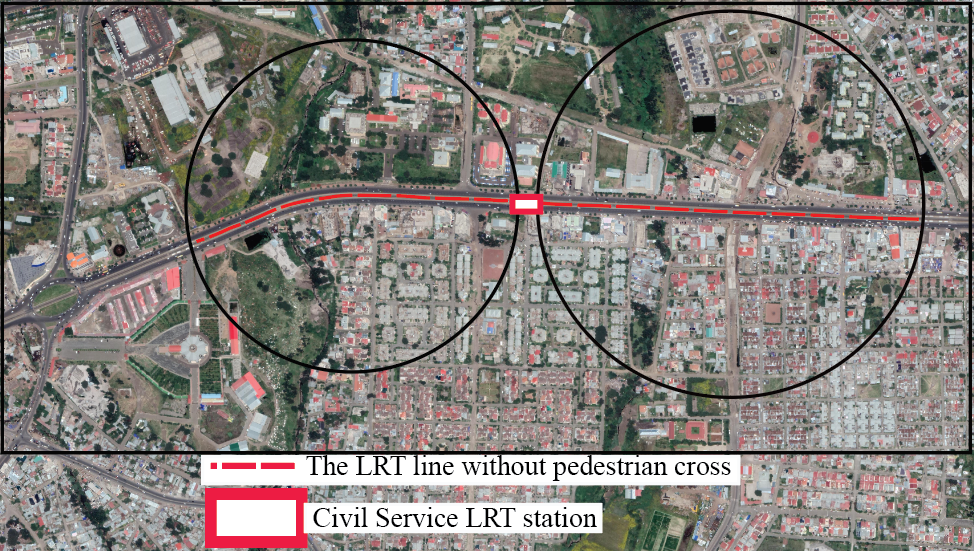 The LRT line without pedestrian cross
Civil Service LRT station